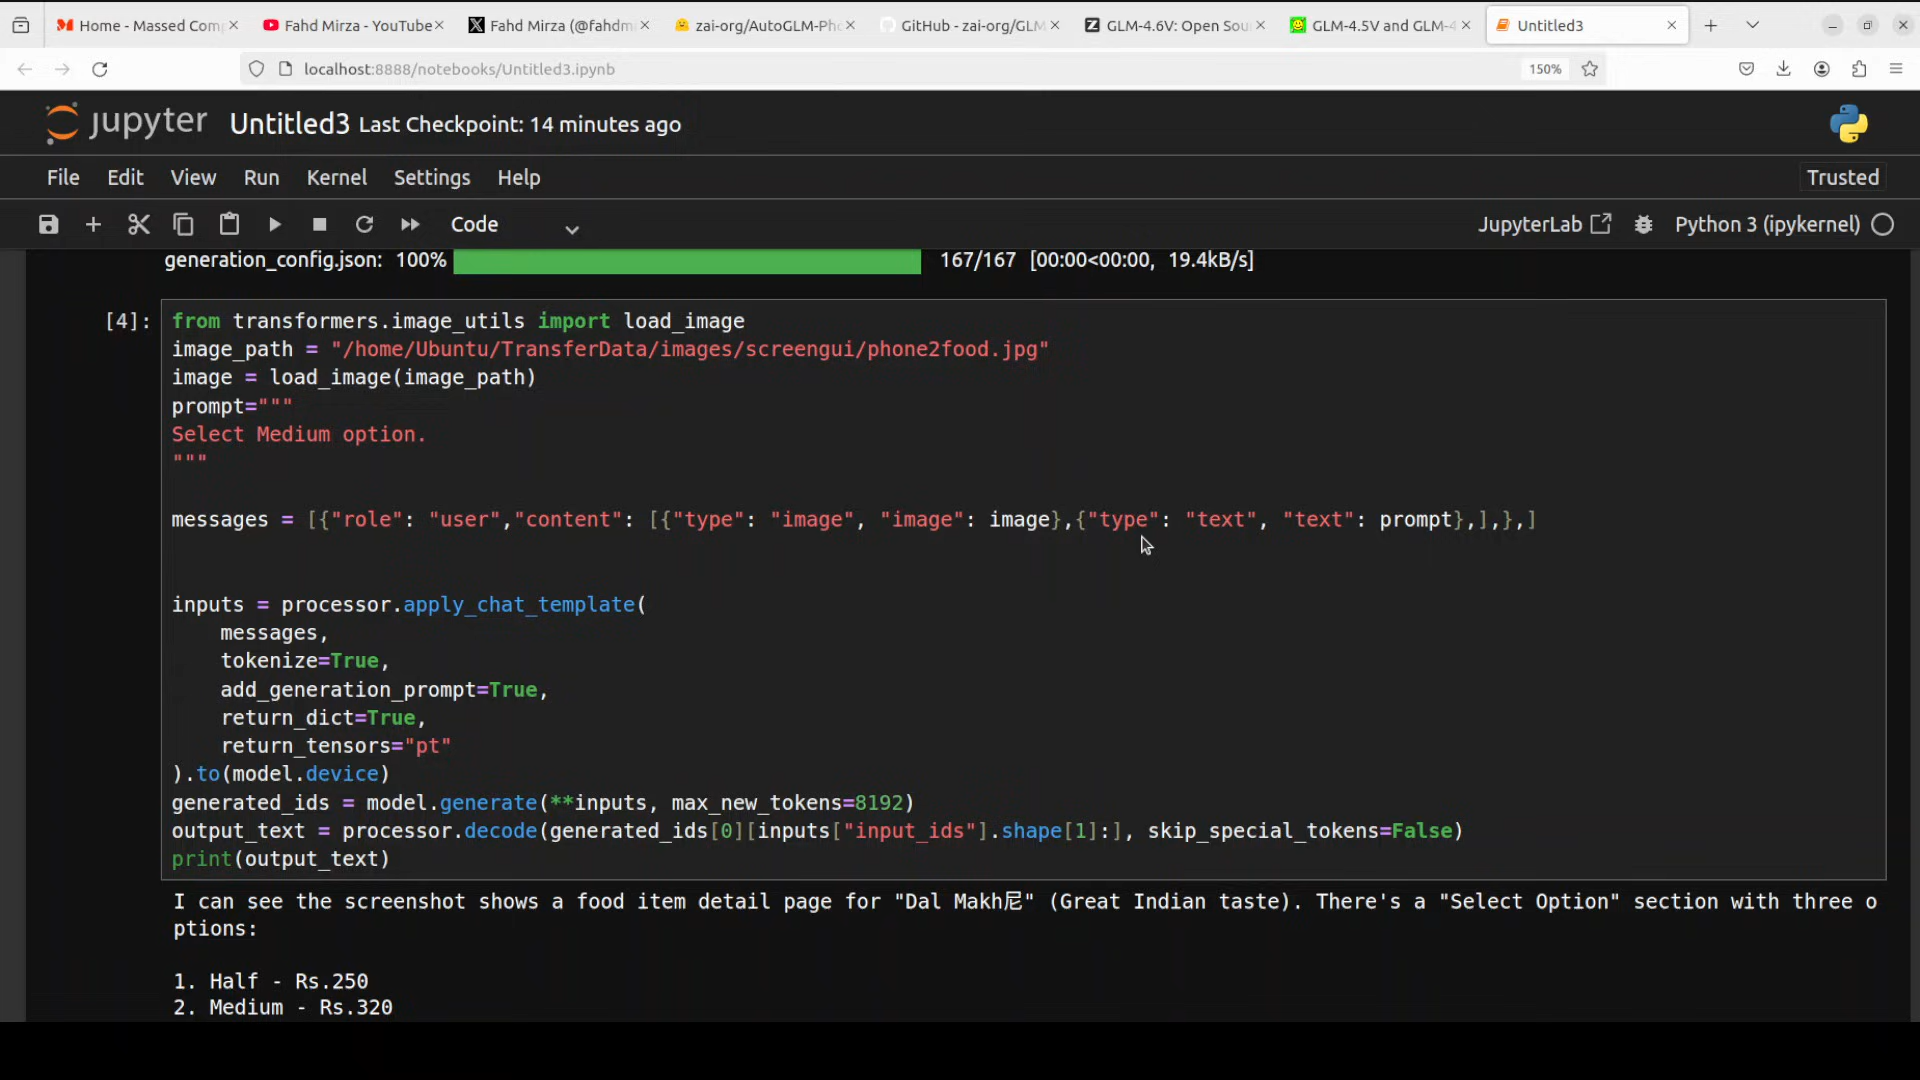 Home - Massed Com
Fahd Mirza - YouTube
Fahd Mirza (@fahdm
zai-org/AutoGLM-Pho
GitHub - zai-org/GLM
GLM-4.6V: Open Sou
GLM-4.5V and GLM-4
Untitled3
localhost:8888/notebooks/Untitled3.ipynb
150%
jupyter Untitled3 Last Checkpoint: 14 minutes ago
File Edit View Run Kernel Settings Help Trusted
Code JupyterLab Python 3 (ipykernel)
generation_config.json: 100% 167/167 [00:00<00:00, 19.4kB/s]
[4]: from transformers.image_utils import load_image
image_path = "/home/Ubuntu/TransferData/images/screengui/phone2food.jpg"
image = load_image(image_path)
prompt="""
Select Medium option.
"""
messages = [{"role": "user","content": [{"type": "image", "image": image},{"type": "text", "text": prompt},],},]
inputs = processor.apply_chat_template(
    messages,
    tokenize=True,
    add_generation_prompt=True,
    return_dict=True,
    return_tensors="pt"
).to(model.device)
generated_ids = model.generate(**inputs, max_new_tokens=8192)
output_text = processor.decode(generated_ids[0][inputs["input_ids"].shape[1]:], skip_special_tokens=False)
print(output_text)
I can see the screenshot shows a food item detail page for "Dal Makh尼" (Great Indian taste). There's a "Select Option" section with three o
ptions:
1. Half - Rs.250
2. Medium - Rs.320